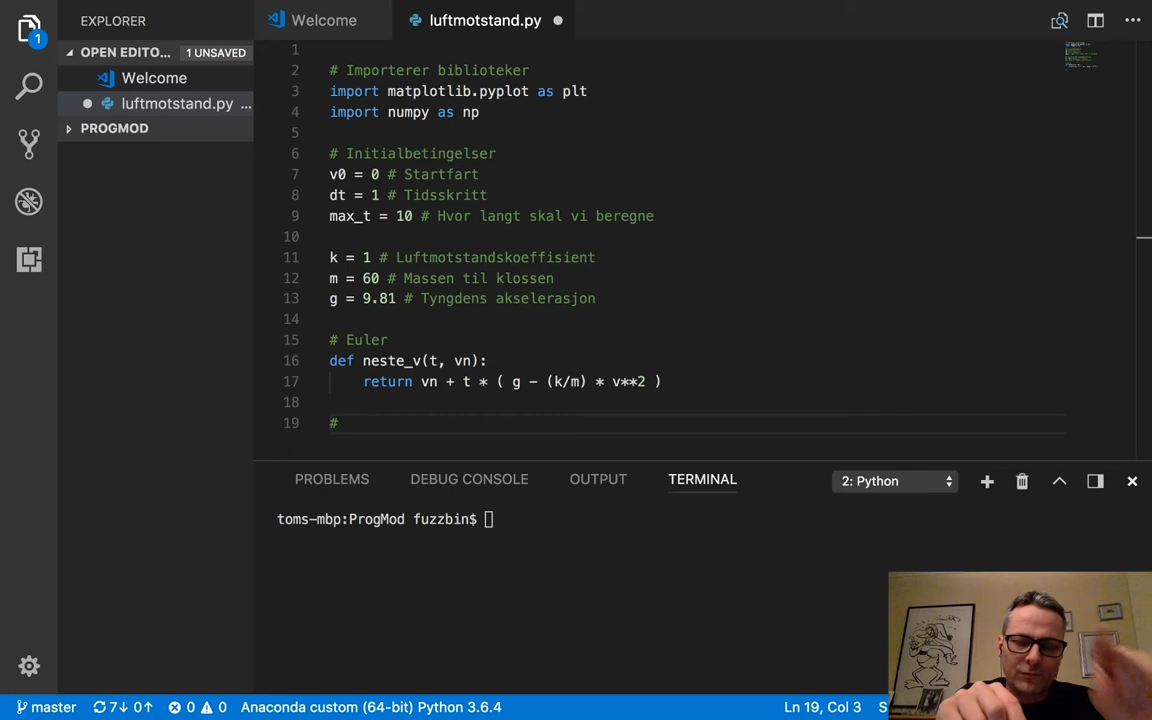 EXPLORER
Welcome
luftmotstand.py
OPEN EDITO... 1 UNSAVED
Welcome
luftmotstand.py ...
PROGMOD
1
1
2 # Importerer biblioteker
3 import matplotlib.pyplot as plt
4 import numpy as np
5
6 # Initialbetingelser
7 v0 = 0 # Startfart
8 dt = 1 # Tidsskritt
9 max_t = 10 # Hvor langt skal vi beregne
10
11 k = 1 # Luftmotstandskoeffisient
12 m = 60 # Massen til klossen
13 g = 9.81 # Tyngdens akselerasjon
14
15 # Euler
16 def neste_v(t, vn):
17 return vn + t * ( g - (k/m) * v**2 )
18
19 #
PROBLEMS DEBUG CONSOLE OUTPUT TERMINAL 2: Python
toms-mbp:ProgMod fuzzbin$
master 7↓ 0↑ 0 0 Anaconda custom (64-bit) Python 3.6.4 Ln 19, Col 3 S